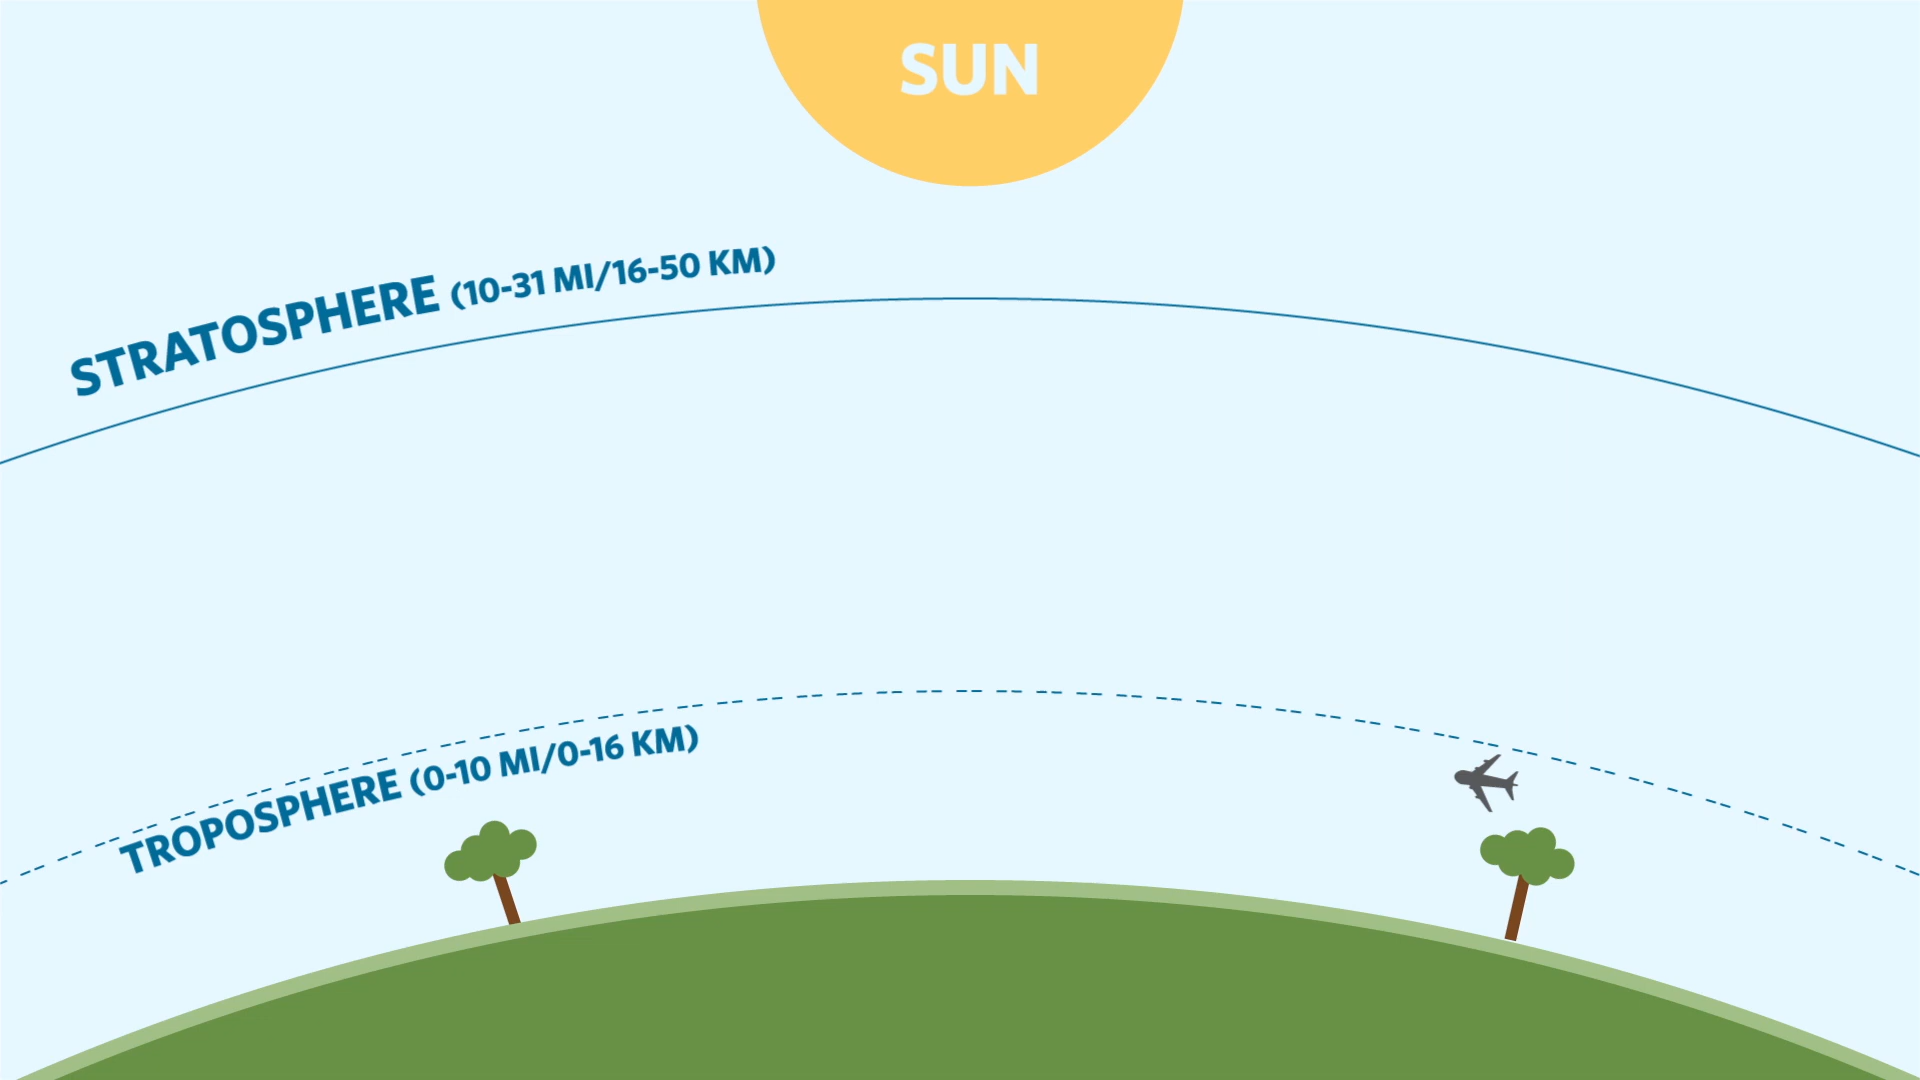 SUN
STRATOSPHERE (10-31 MI/16-50 KM)
TROPOSPHERE (0-10 MI/0-16 KM)